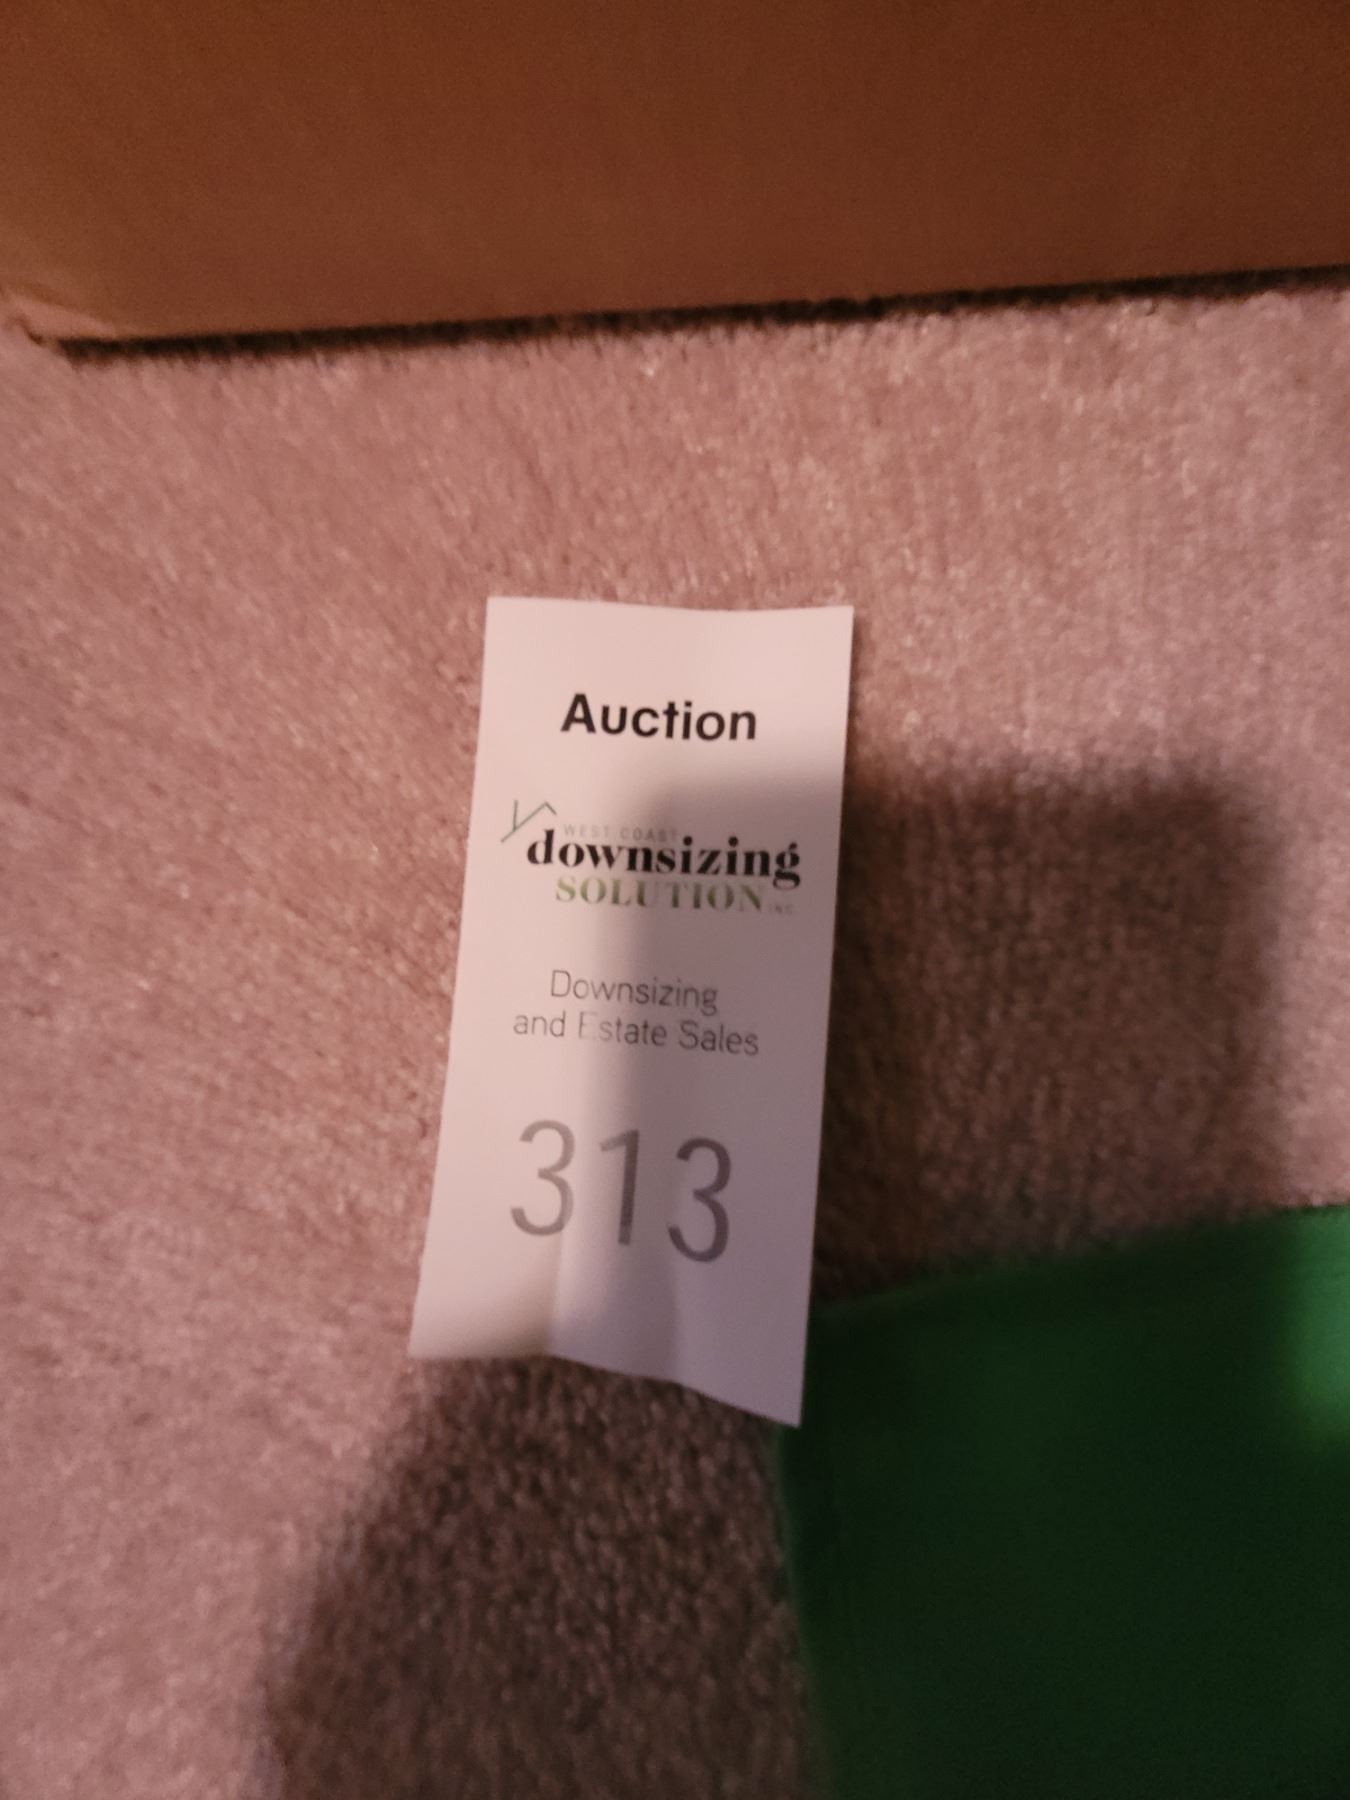 Auction
WEST COAST
downsizing
SOLUTION INC.
Downsizing
and Estate Sales
313